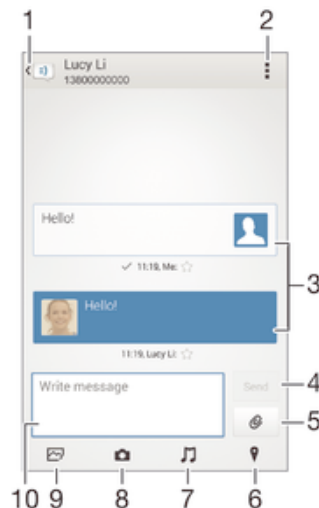 1
2
Lucy Li
13800000000
Hello!
11:19, Me:
3
Hello!
11:19, Lucy Li:
Write message
Send
4
5
10 9 8 7 6